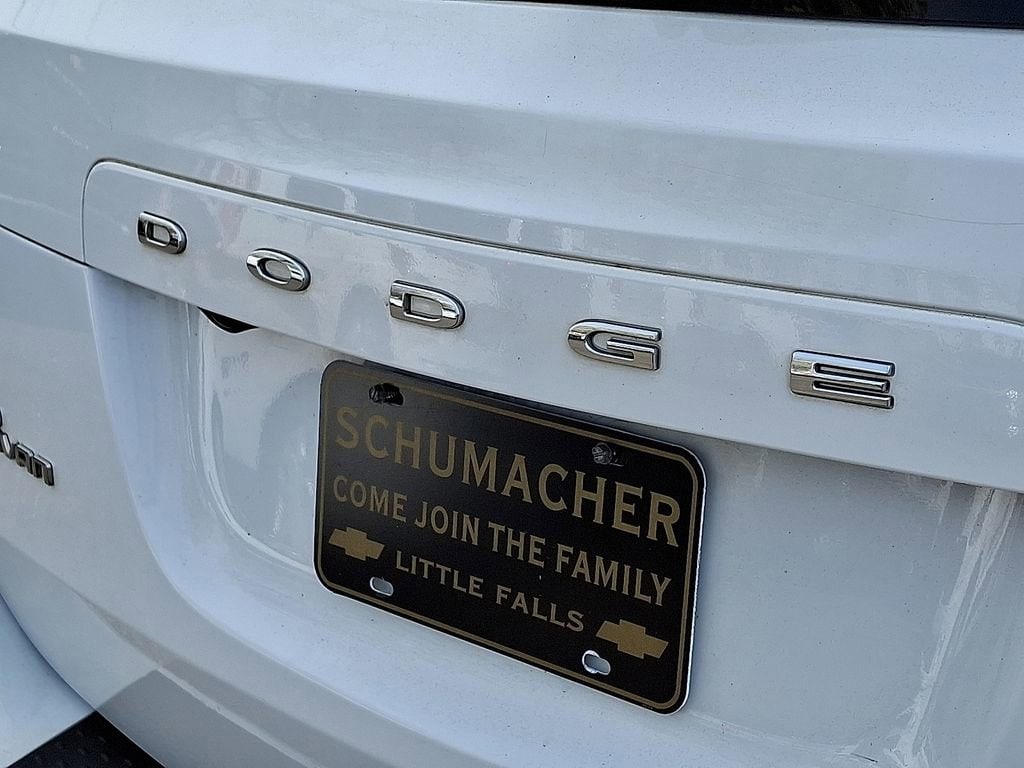 DODGE
SCHUMACHER
COME JOIN THE FAMILY
LITTLE FALLS